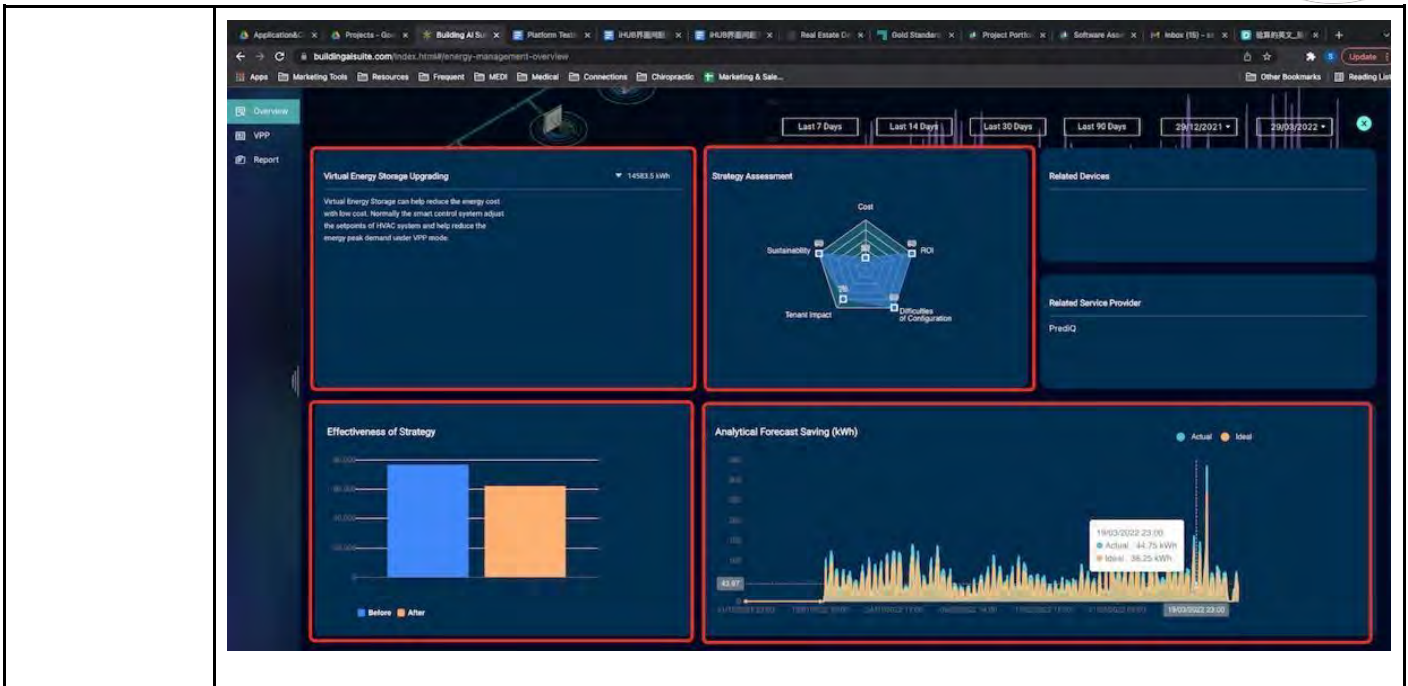 Application&C
Projects - Goo
Building AI Su
Platform Testi
iHUB界面问题
iHUB界面问题
Real Estate De
Gold Standar
Project Portfo
Software Asse
Inbox (15) - se
+
buildingaisuite.com/index.html#/energy-management-overview
Update
Apps
Marketing Tools
Resources
Frequent
MEDI
Medical
Connections
Chiropractic
Marketing & Sale...
Other Bookmarks
Reading List
Overview
VPP
Report
Last 7 Days
Last 14 Days
Last 30 Days
Last 90 Days
29/12/2021
29/03/2022
Virtual Energy Storage Upgrading
14583.5 kWh
Virtual Energy Storage can help reduce the energy cost
with low cost. Normally the smart control system adjust
the setpoints of HVAC system and help reduce the
energy peak demand under VPP mode.
Strategy Assessment
Cost
Sustainability
ROI
Tenant Impact
Difficulties
of Configuration
Related Devices
Related Service Provider
PrediQ
Effectiveness of Strategy
Before
After
Analytical Forecast Saving (kWh)
Actual
Ideal
19/03/2022 23:00
Actual : 44.75 kWh
Ideal : 36.25 kWh
43.97
0
19/03/2022 23:00